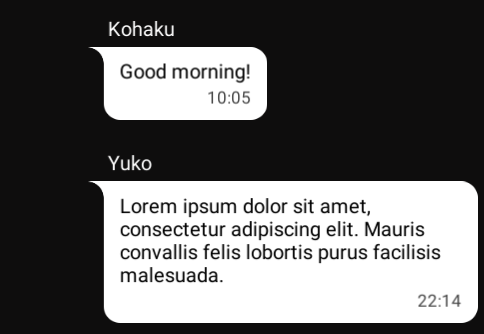 Kohaku
Good morning!
10:05
Yuko
Lorem ipsum dolor sit amet,
consectetur adipiscing elit. Mauris
convallis felis lobortis purus facilisis
malesuada.
22:14